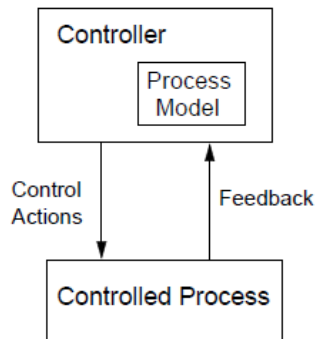 Controller
Process
Model
Control
Actions
Feedback
Controlled Process